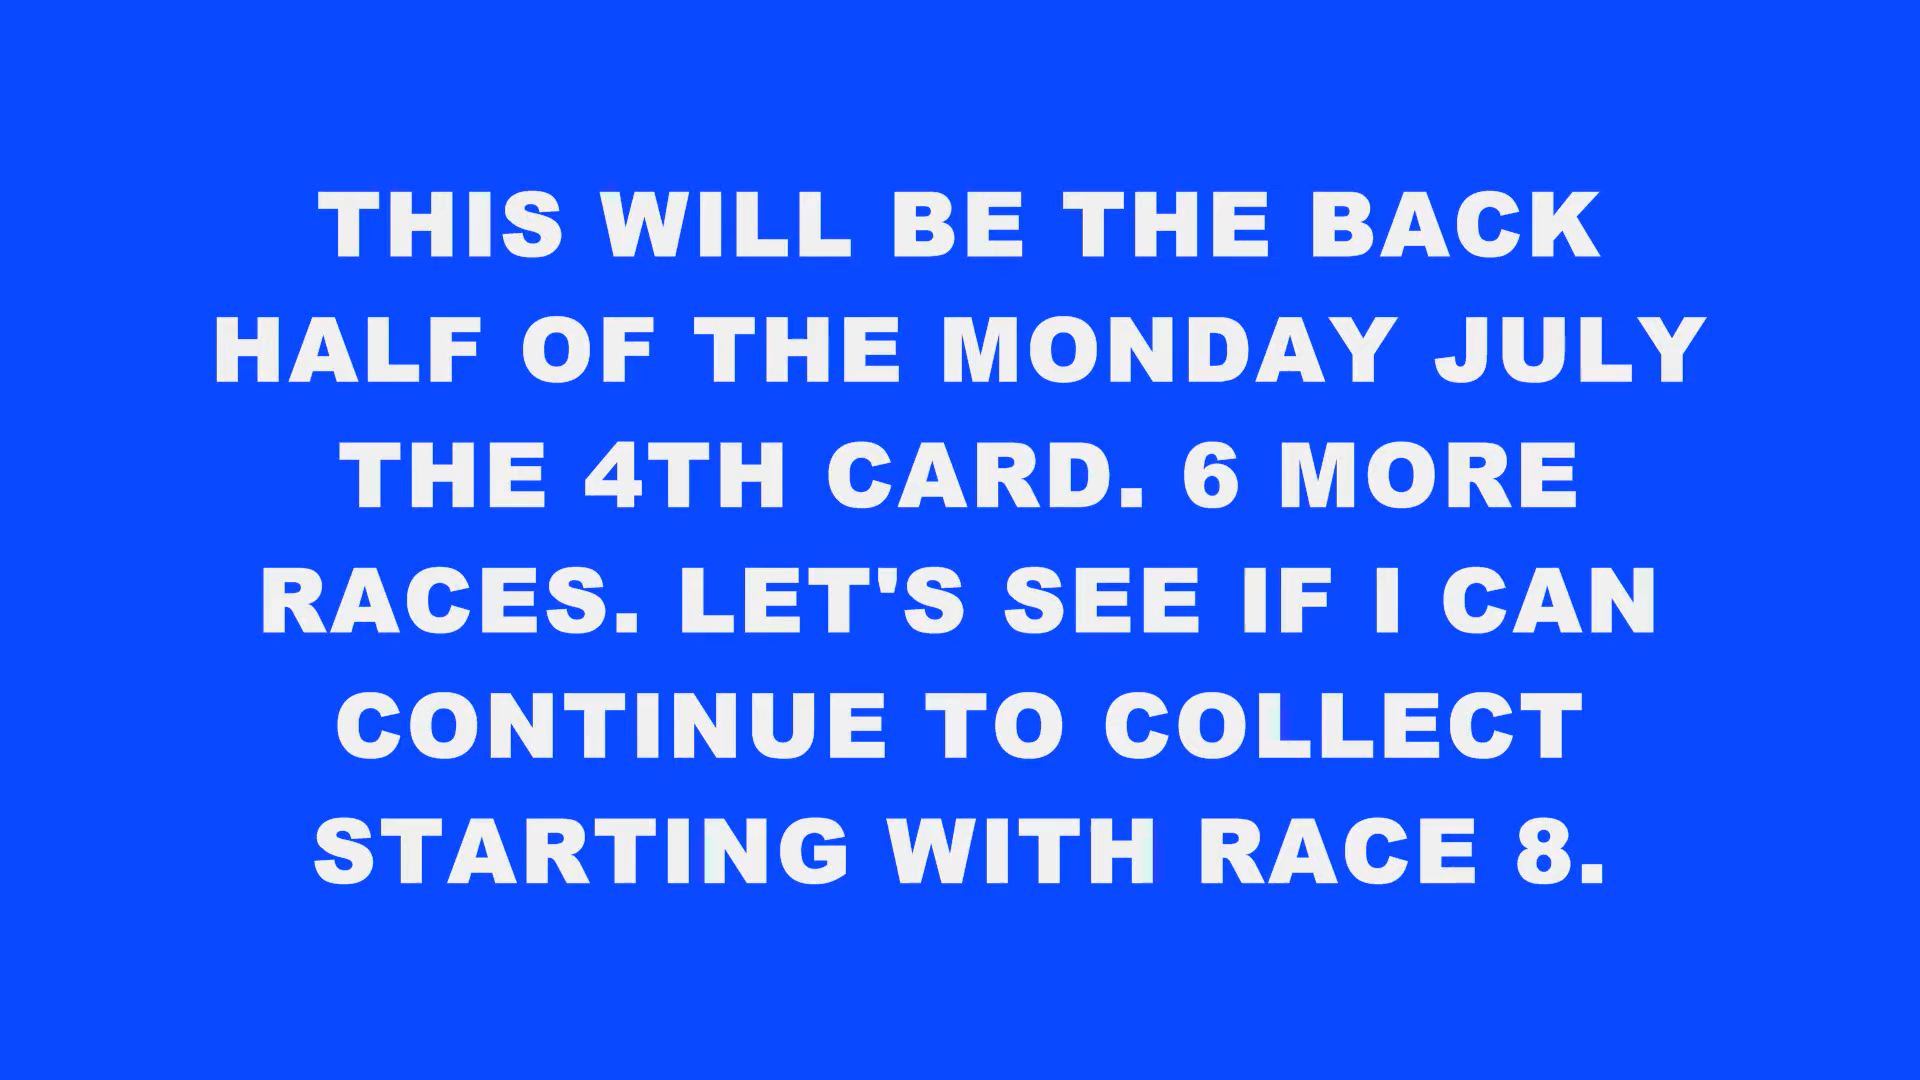 THIS WILL BE THE BACK
HALF OF THE MONDAY JULY
THE 4TH CARD. 6 MORE
RACES. LET'S SEE IF I CAN
CONTINUE TO COLLECT
STARTING WITH RACE 8.